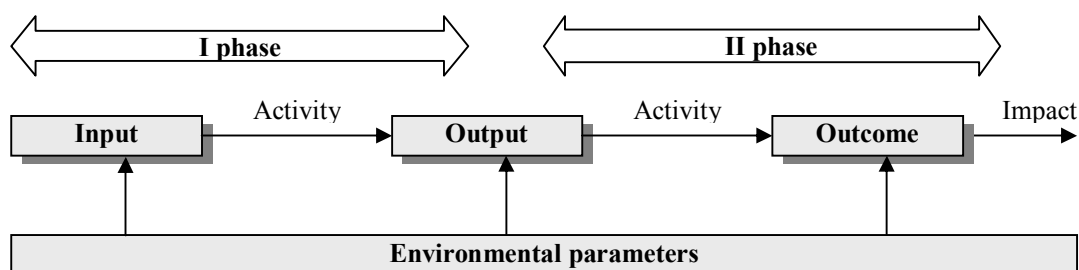 I phase
II phase
Activity
Activity
Impact
Input
Output
Outcome
Environmental parameters